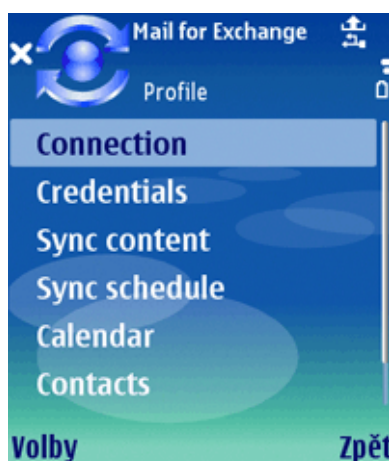 Mail for Exchange
Profile
Connection
Credentials
Sync content
Sync schedule
Calendar
Contacts
Volby Zpět